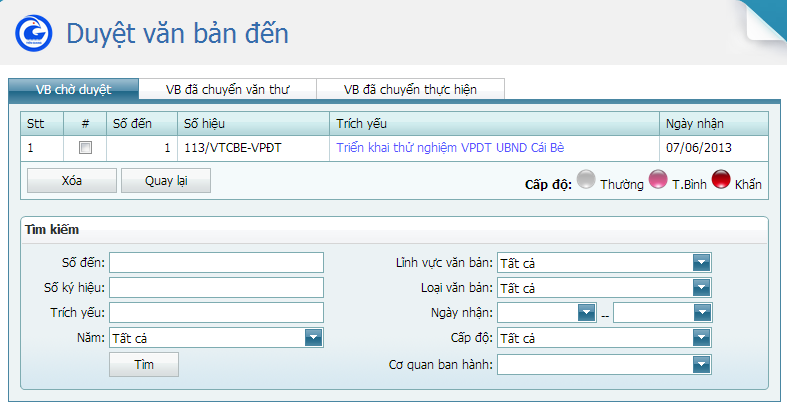 Duyệt văn bản đến
VB chờ duyệt VB đã chuyển văn thư VB đã chuyển thực hiện
Stt # Số đến Số hiệu Trích yếu Ngày nhận
1 1 113/VTCBE-VPĐT Triển khai thử nghiệm VPDT UBND Cái Bè 07/06/2013
Xóa Quay lại Cấp độ: Thường T.Bình Khẩn
Tìm kiếm
Số đến: Lĩnh vực văn bản: Tất cả
Số ký hiệu: Loại văn bản: Tất cả
Trích yếu: Ngày nhận: --
Năm: Tất cả Cấp độ: Tất cả
Tìm Cơ quan ban hành: